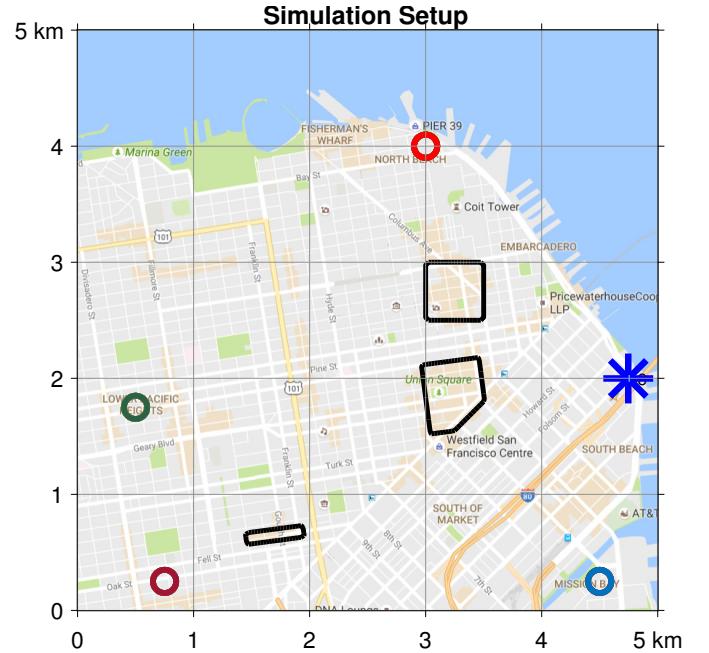 Simulation Setup
5 km
PIER 39
FISHERMAN'S
WHARF
4
Marina Green
NORTH BEACH
Bay St
Coit Tower
Columbus Ave
101
EMBARCADERO
3
Divisadero St
Fillmore St
Franklin St
Hyde St
PricewaterhouseCoop
LLP
Pine St
2
Union Square
101
LOWER PACIFIC
HEIGHTS
Howard St
Folsom St
Geary Blvd
Westfield San
Francisco Centre
SOUTH BEACH
Franklin St
Turk St
1
80
SOUTH OF
MARKET
AT&T
8th St
9th St
Fell St
Oak St
7th St
MISSION BAY
DNA Lounge
0
0
1
2
3
4
5 km